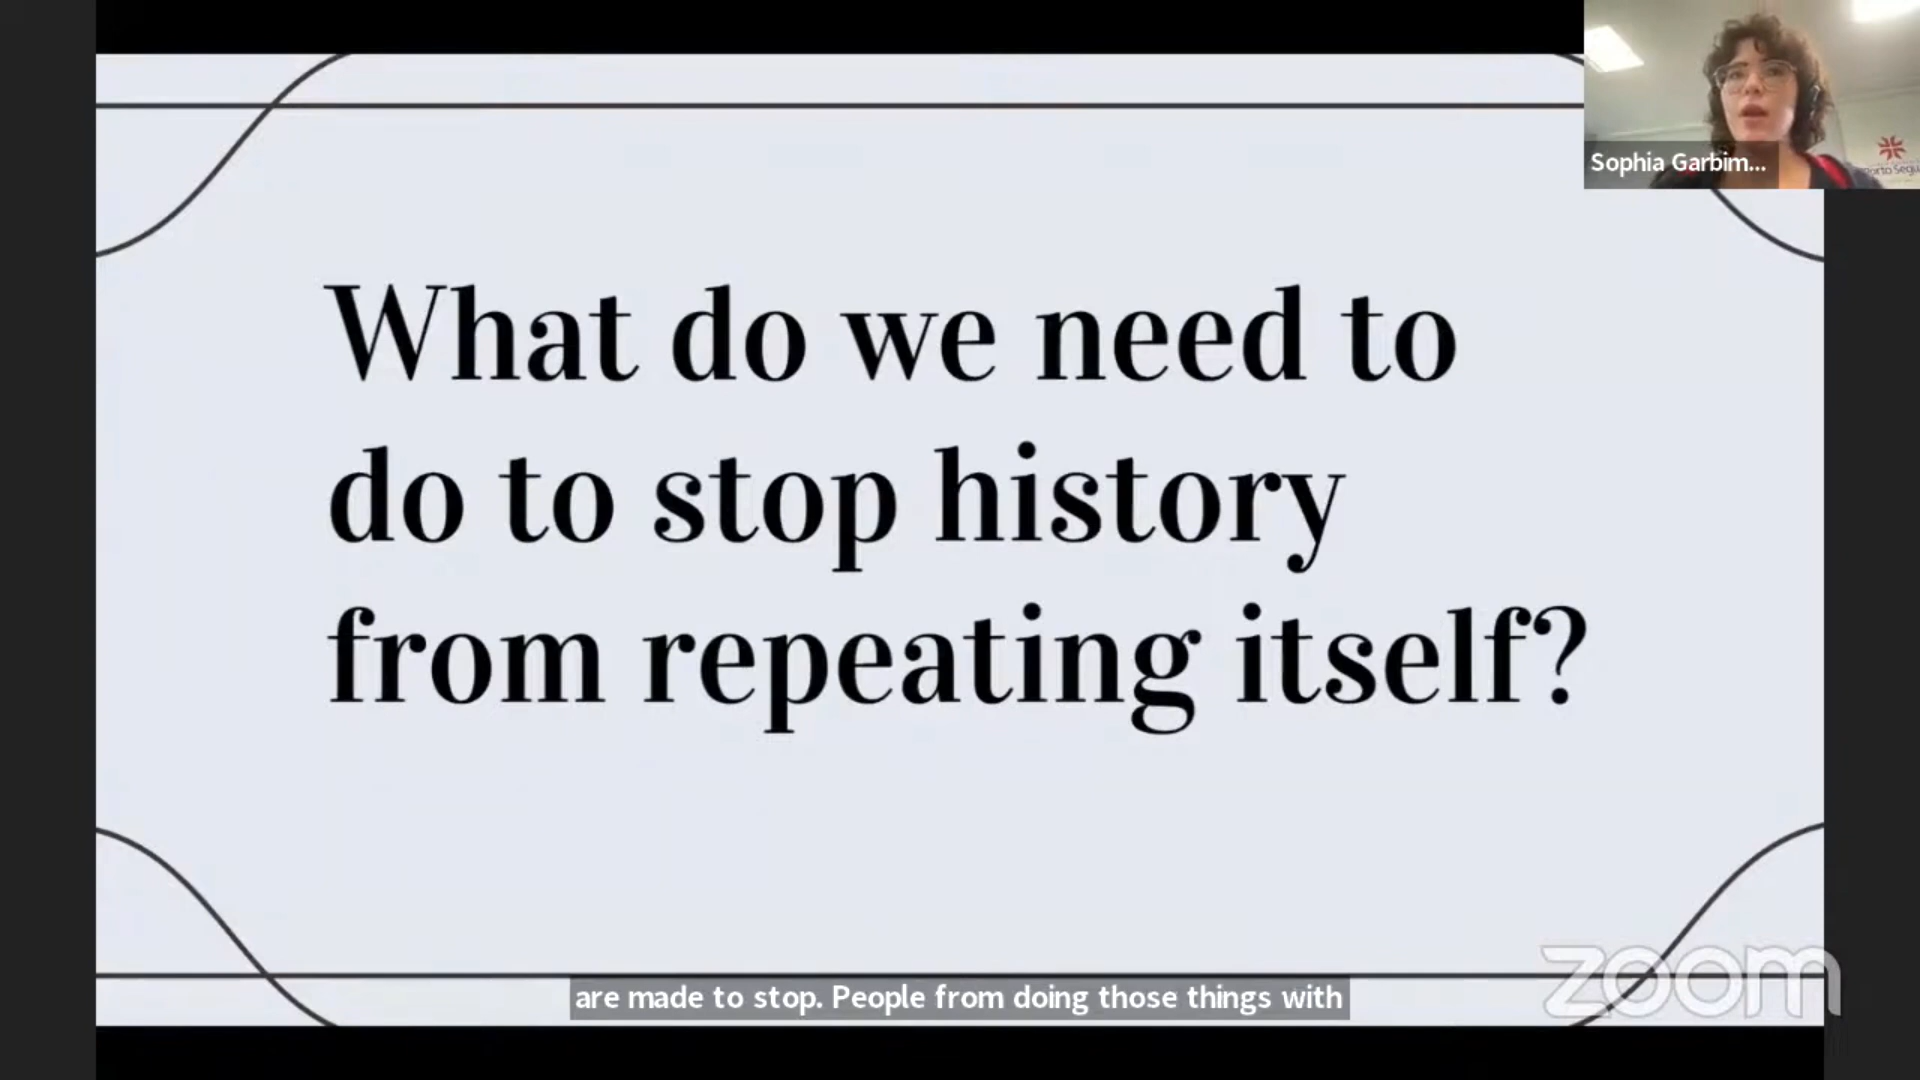 Sophia Garbim...
What do we need to
do to stop history
from repeating itself?
zoom
are made to stop. People from doing those things with